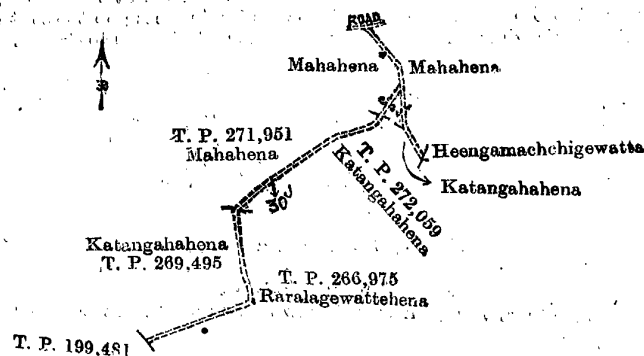 ROAD
Mahahena
Mahahena
T. P. 271,951
Mahahena
Heengamachchigewatta
T. P. 272,059
Katangahahena
Katangahahena
Katangahahena
T. P. 269,495
T. P. 266,975
Raralagewattehena
T. P. 199,481